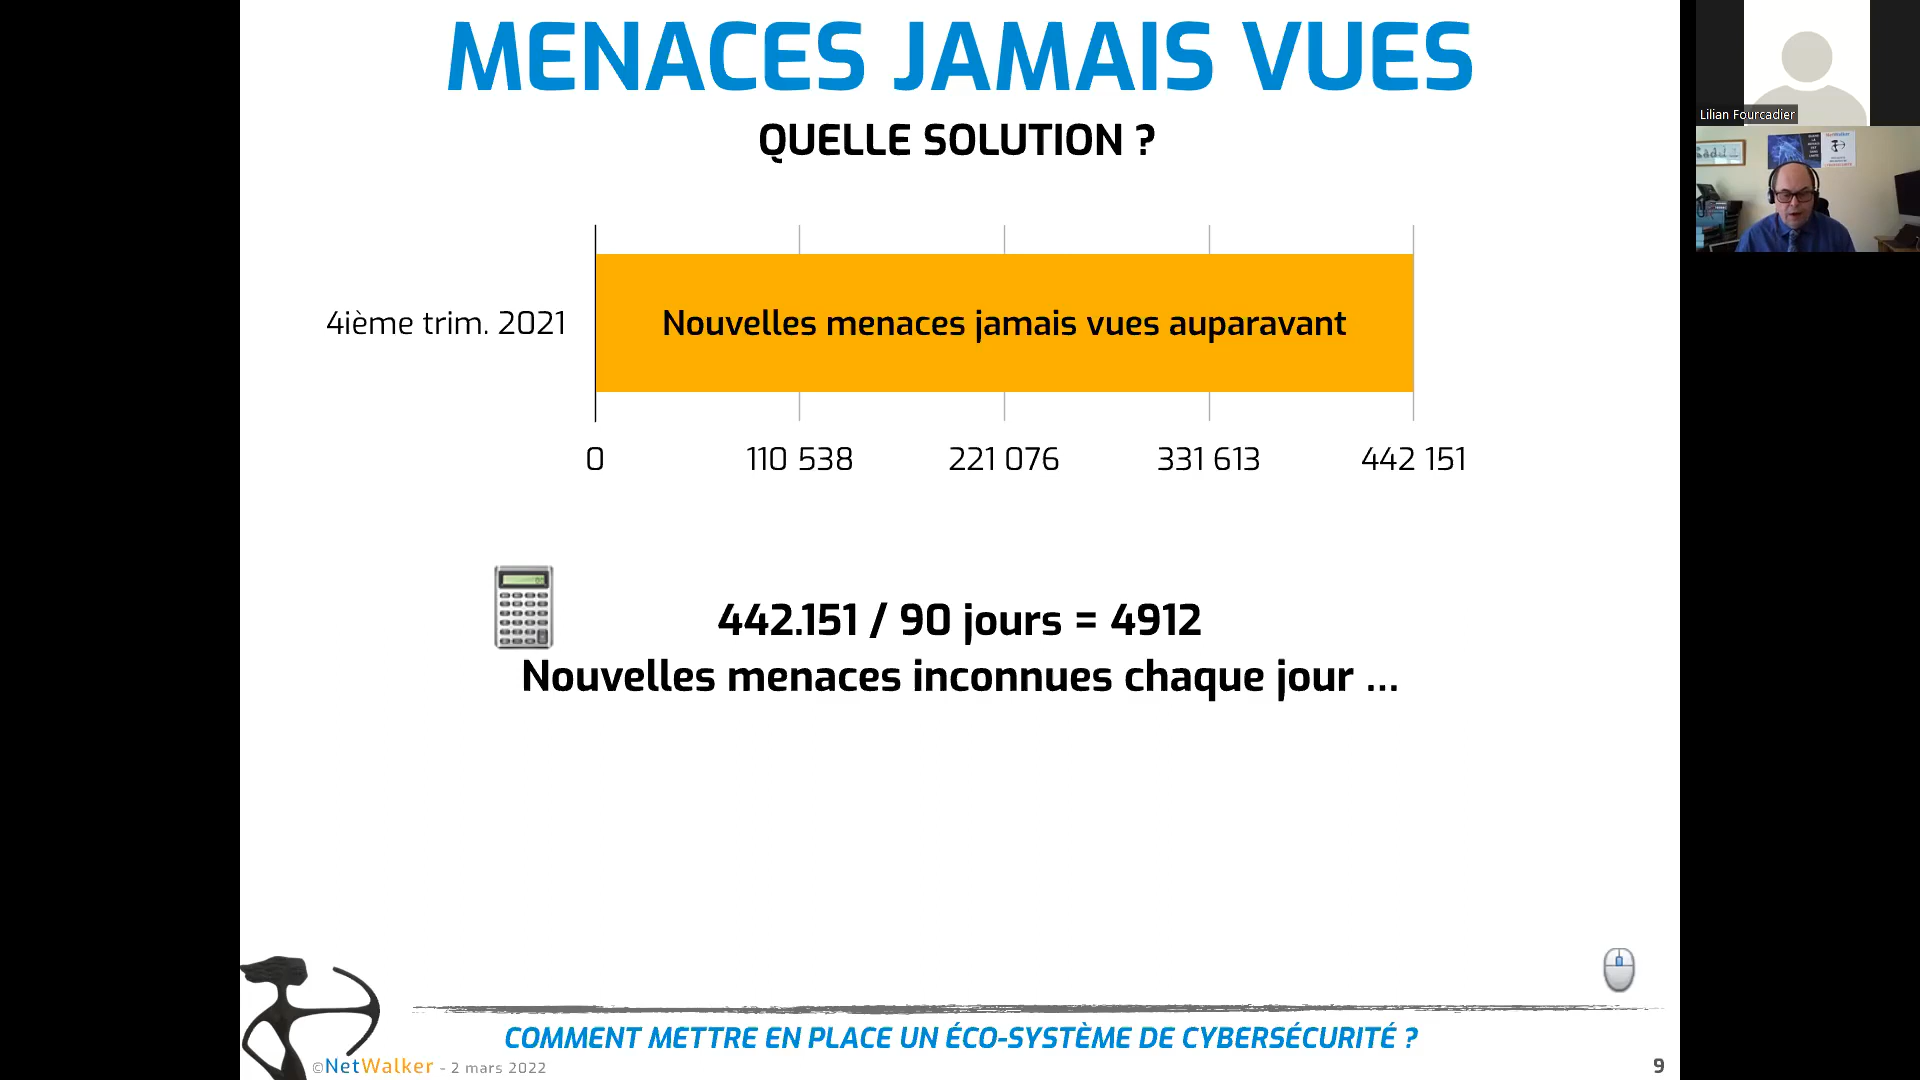 MENACES JAMAIS VUES
QUELLE SOLUTION ?
4ième trim. 2021
Nouvelles menaces jamais vues auparavant
0
110 538
221 076
331 613
442 151
442.151 / 90 jours = 4912
Nouvelles menaces inconnues chaque jour ...
COMMENT METTRE EN PLACE UN ÉCO-SYSTÈME DE CYBERSÉCURITÉ ?
©NetWalker - 2 mars 2022
9
Lilian Fourcadier